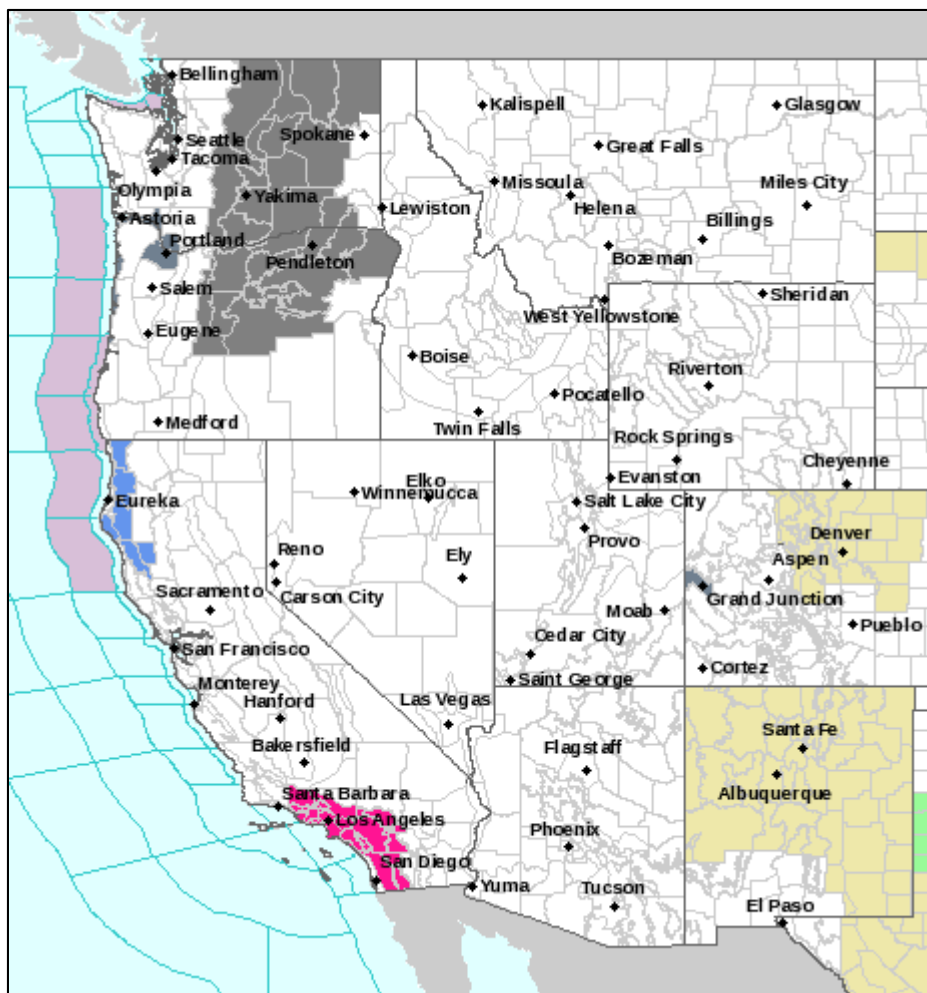 Bellingham
Kalispell
Glasgow
Seattle
Spokane
Great Falls
Tacoma
Missoula
Miles City
Olympia
Yakima
Lewiston
Helena
Astoria
Billings
Portland
Pendleton
Bozeman
Salem
Sheridan
West Yellowstone
Eugene
Boise
Riverton
Pocatello
Medford
Twin Falls
Rock Springs
Cheyenne
Elko
Evanston
Eureka
Winnemucca
Salt Lake City
Denver
Provo
Reno
Ely
Aspen
Sacramento
Carson City
Grand Junction
Moab
Pueblo
Cedar City
San Francisco
Cortez
Saint George
Monterey
Hanford
Las Vegas
Santa Fe
Bakersfield
Flagstaff
Albuquerque
Santa Barbara
Los Angeles
Phoenix
San Diego
Yuma
Tucson
El Paso